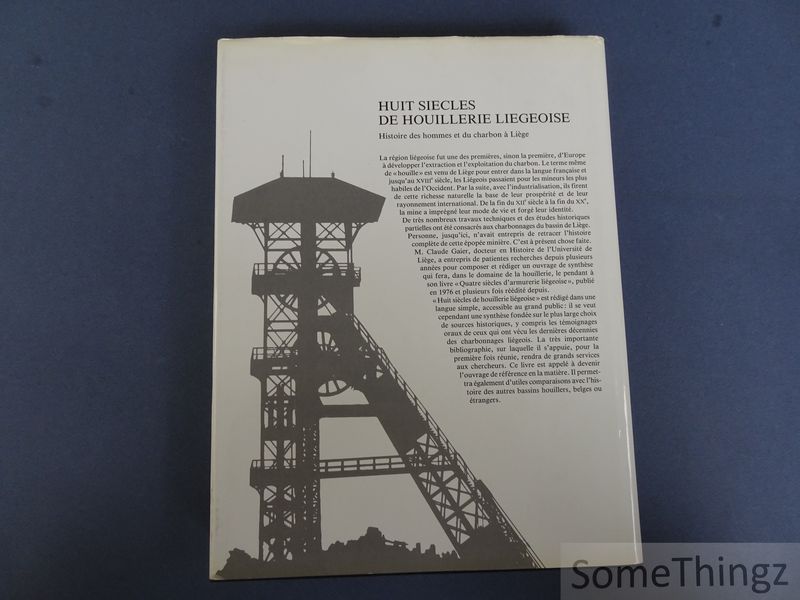 HUIT SIECLES
DE HOUILLERIE LIEGEOISE
Histoire des hommes et du charbon à Liège
La région liégeoise fut une des premières, sinon la première, d'Europe
à développer l'extraction et l'exploitation du charbon. Le terme même
de «houille» est venu de Liège pour entrer dans la langue française et
jusqu'au XVIIIe siècle, les Liégeois passaient pour les mineurs les plus
habiles de l'Occident. Par la suite, avec l'industrialisation, ils firent
de cette richesse naturelle la base de leur prospérité et de leur
rayonnement international. De la fin du XIIe siècle à la fin du XXe,
la mine a imprégné leur mode de vie et forgé leur identité.
De très nombreux travaux techniques et des études historiques
partielles ont été consacrés aux charbonnages du bassin de Liège.
Personne, jusqu'ici, n'avait entrepris de retracer l'histoire
complète de cette épopée minière. C'est à présent chose faite.
M. Claude Gaier, docteur en Histoire de l'Université de
Liège, a entrepris de patientes recherches depuis plusieurs
années pour composer et rédiger un ouvrage de synthèse
qui fera, dans le domaine de la houillerie, le pendant à
son livre «Quatre siècles d'armurerie liégeoise», publié
en 1976 et plusieurs fois réédité depuis.
«Huit siècles de houillerie liégeoise» est rédigé dans une
langue simple, accessible au grand public: il se veut
cependant une synthèse fondée sur le plus large choix
de sources historiques, y compris les témoignages
oraux de ceux qui ont vécu les dernières décennies
des charbonnages liégeois. La très importante
bibliographie, sur laquelle il s'appuie, pour la
première fois réunie, rendra de grands services
aux chercheurs. Ce livre est appelé à devenir
l'ouvrage de référence en la matière. Il permet-
tra également d'utiles comparaisons avec l'his-
toire des autres bassins houillers, belges ou
étrangers.
SomeThingz